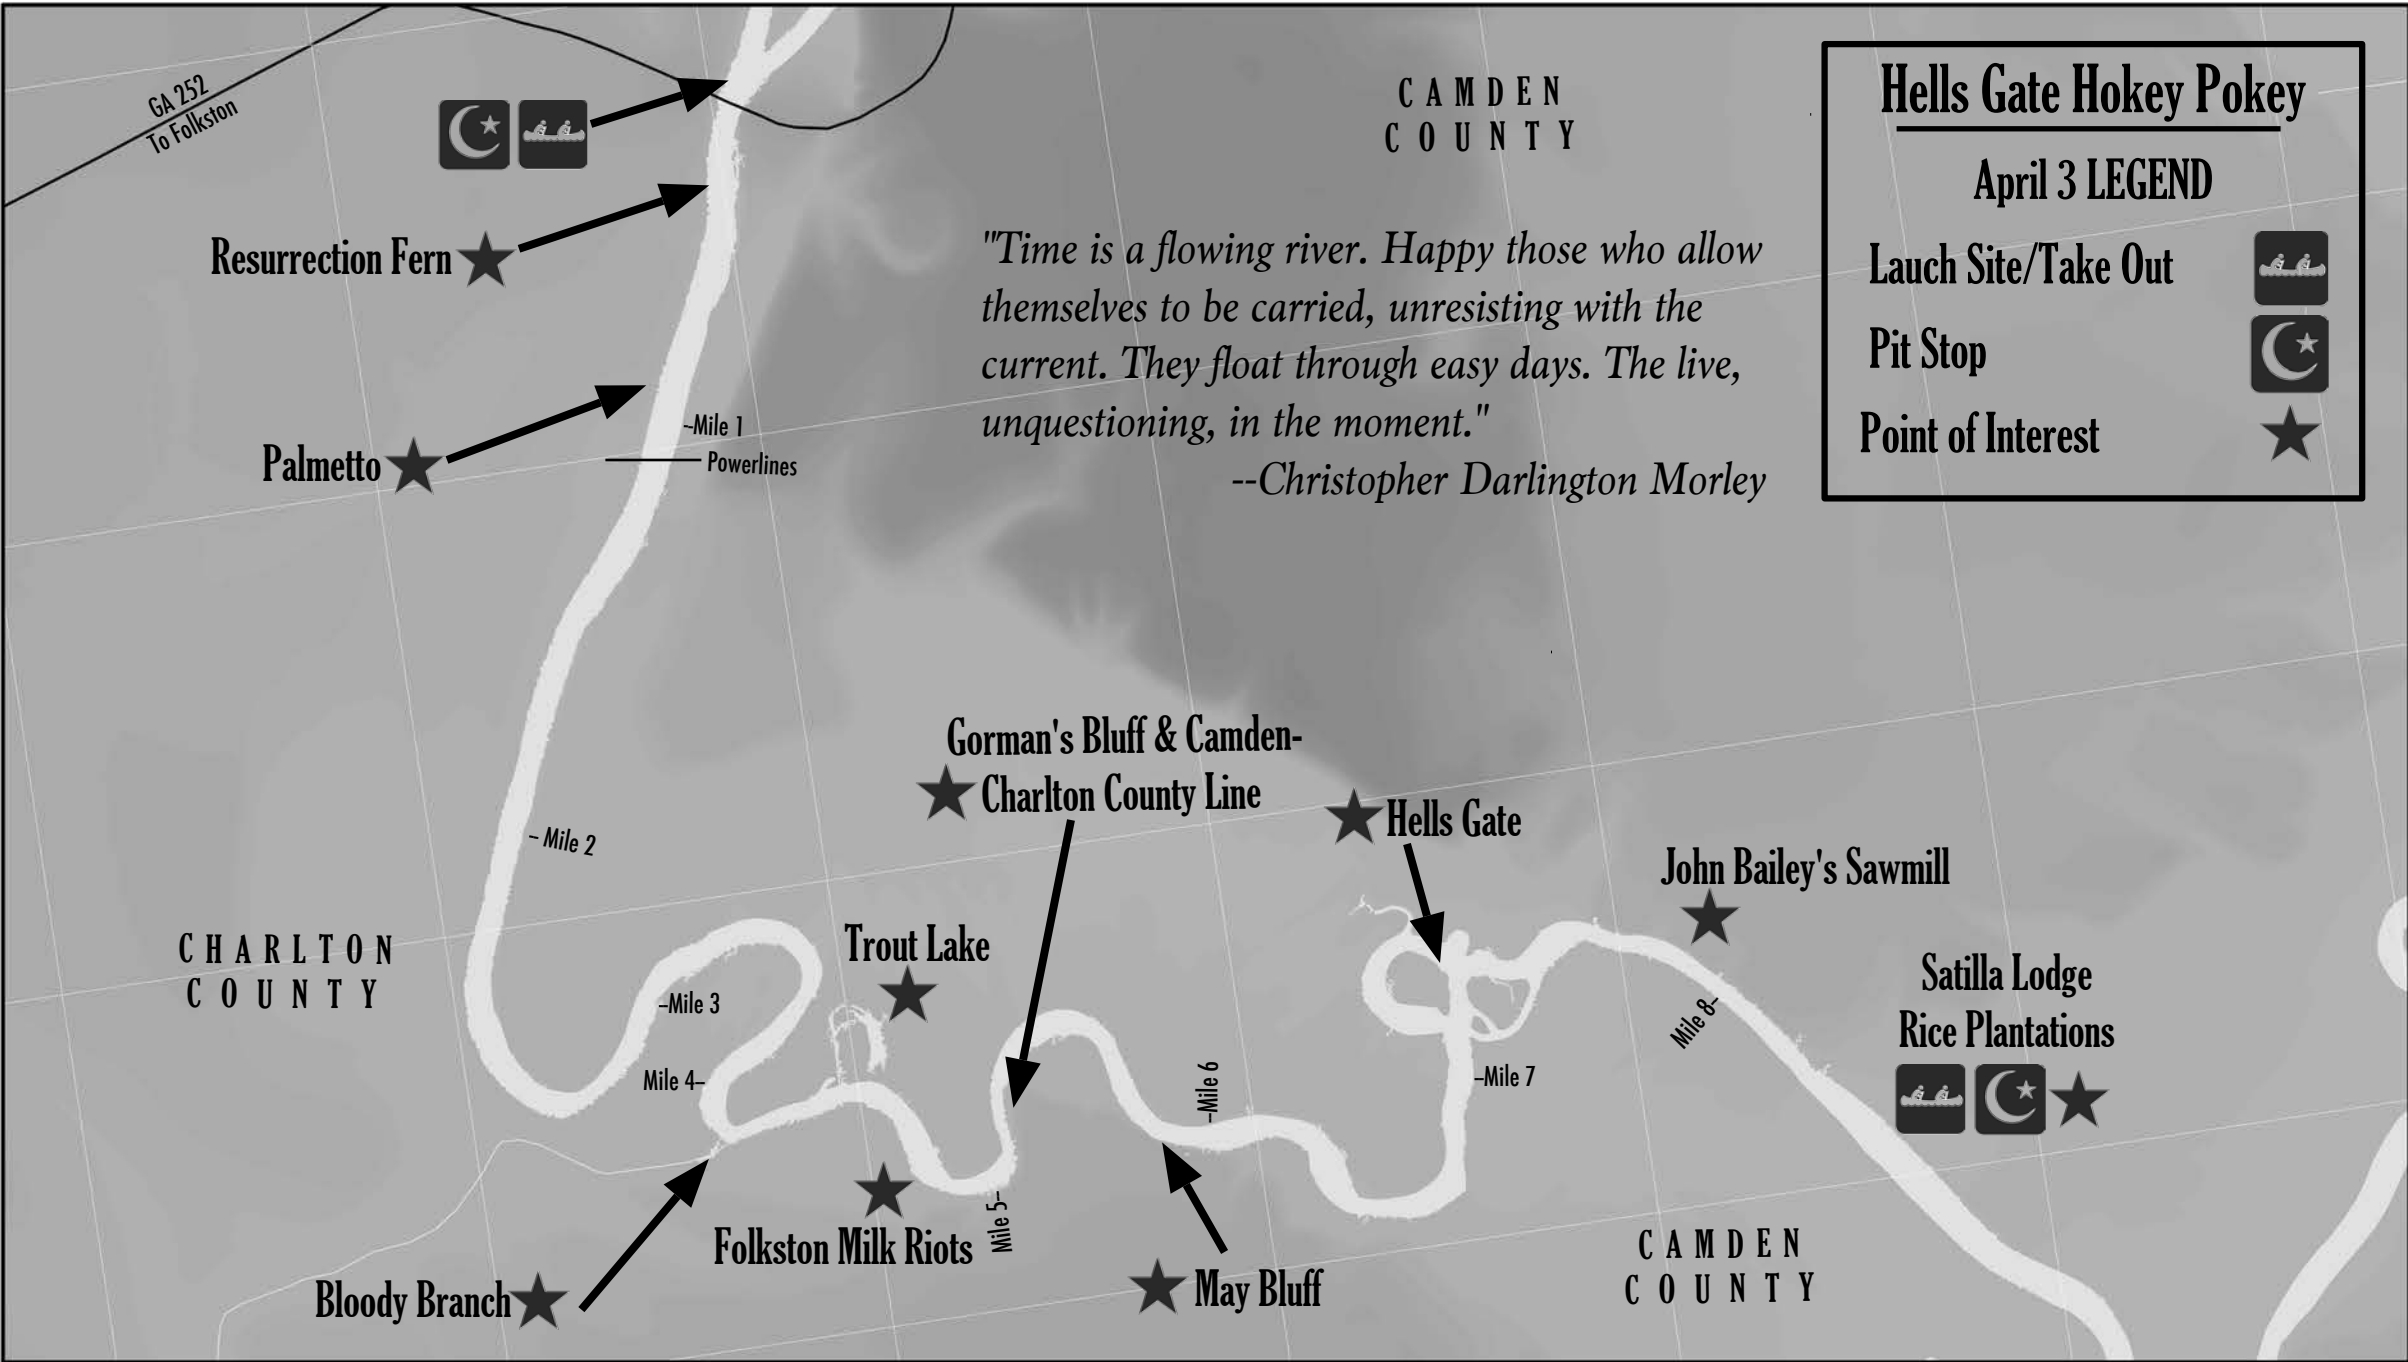 GA 252
To Folkston
CAMDEN
COUNTY
Hells Gate Hokey Pokey
April 3 LEGEND
Lauch Site/Take Out
Pit Stop
Point of Interest
Resurrection Fern
"Time is a flowing river. Happy those who allow
themselves to be carried, unresisting with the
current. They float through easy days. The live,
unquestioning, in the moment."
--Christopher Darlington Morley
Palmetto
-Mile 1
Powerlines
Gorman's Bluff & Camden-
Charlton County Line
Hells Gate
- Mile 2
John Bailey's Sawmill
CHARLTON
COUNTY
Trout Lake
Satilla Lodge
Rice Plantations
-Mile 3
Mile 8-
Mile 4-
-Mile 6
-Mile 7
Mile 5-
Folkston Milk Riots
CAMDEN
COUNTY
Bloody Branch
May Bluff